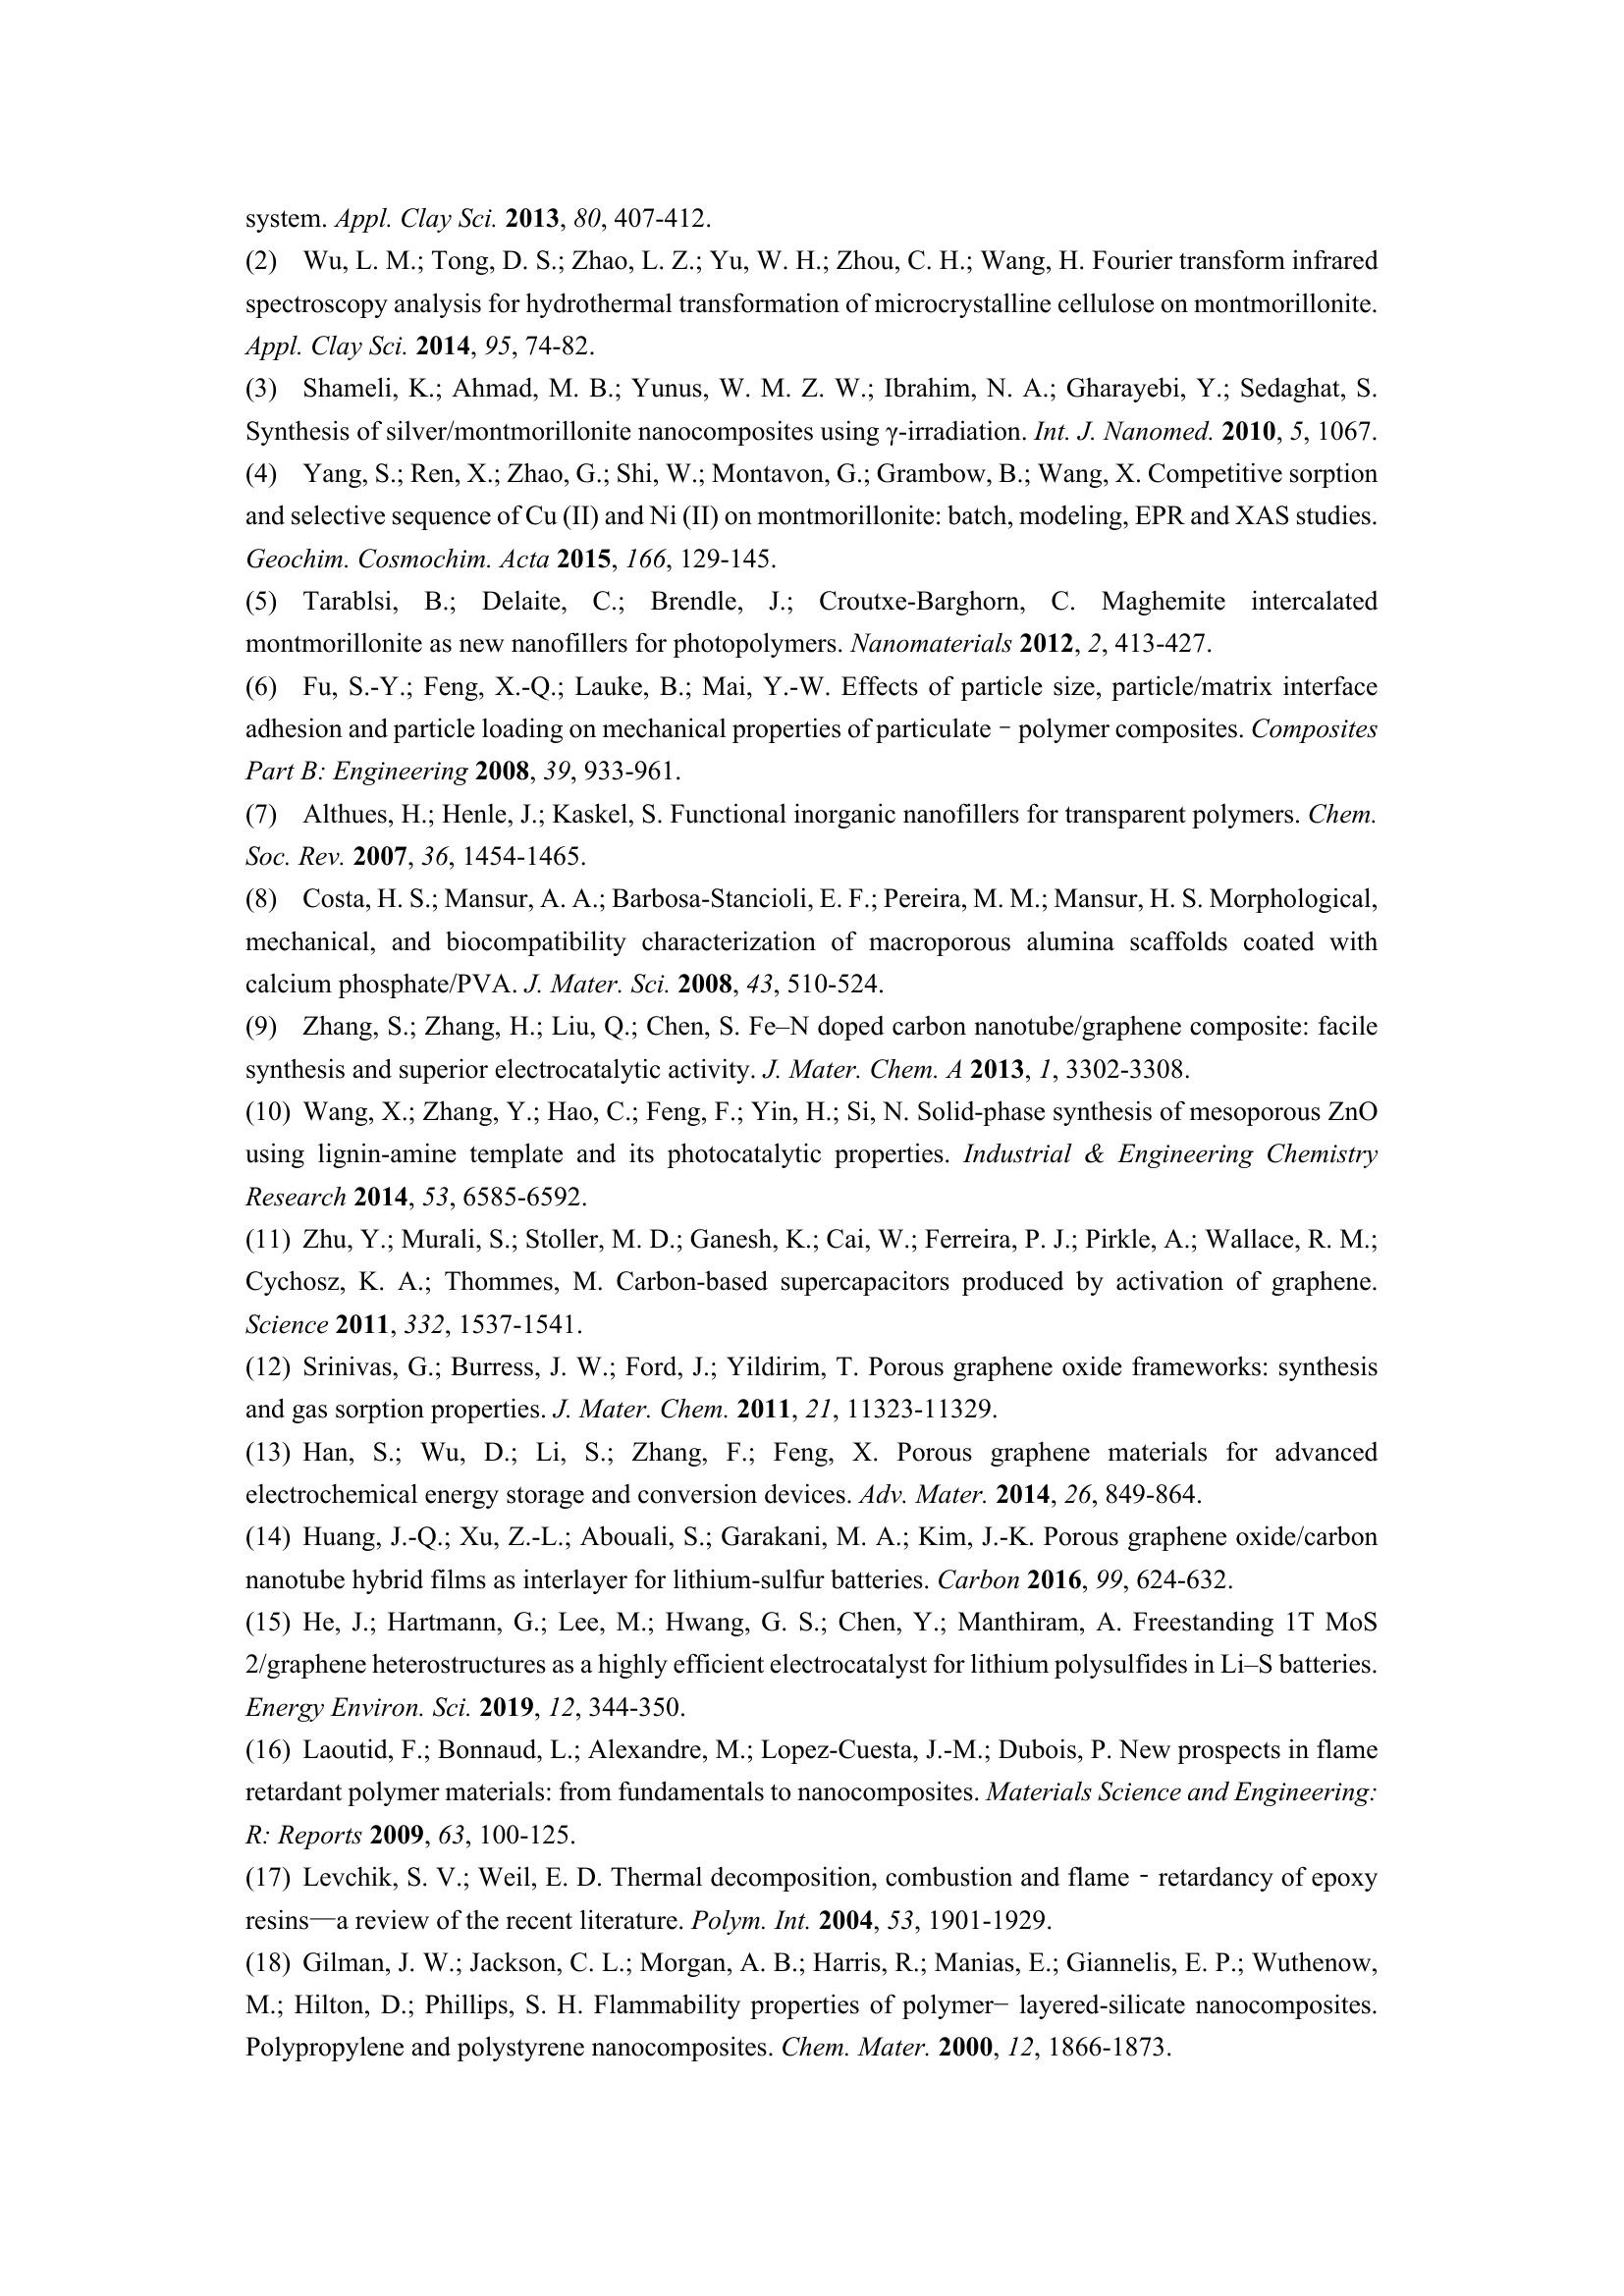 system. Appl. Clay Sci. 2013, 80, 407-412.
(2) Wu, L. M.; Tong, D. S.; Zhao, L. Z.; Yu, W. H.; Zhou, C. H.; Wang, H. Fourier transform infrared
spectroscopy analysis for hydrothermal transformation of microcrystalline cellulose on montmorillonite.
Appl. Clay Sci. 2014, 95, 74-82.
(3) Shameli, K.; Ahmad, M. B.; Yunus, W. M. Z. W.; Ibrahim, N. A.; Gharayebi, Y.; Sedaghat, S.
Synthesis of silver/montmorillonite nanocomposites using γ-irradiation. Int. J. Nanomed. 2010, 5, 1067.
(4) Yang, S.; Ren, X.; Zhao, G.; Shi, W.; Montavon, G.; Grambow, B.; Wang, X. Competitive sorption
and selective sequence of Cu (II) and Ni (II) on montmorillonite: batch, modeling, EPR and XAS studies.
Geochim. Cosmochim. Acta 2015, 166, 129-145.
(5) Tarablsi, B.; Delaite, C.; Brendle, J.; Croutxe-Barghorn, C. Maghemite intercalated
montmorillonite as new nanofillers for photopolymers. Nanomaterials 2012, 2, 413-427.
(6) Fu, S.-Y.; Feng, X.-Q.; Lauke, B.; Mai, Y.-W. Effects of particle size, particle/matrix interface
adhesion and particle loading on mechanical properties of particulate–polymer composites. Composites
Part B: Engineering 2008, 39, 933-961.
(7) Althues, H.; Henle, J.; Kaskel, S. Functional inorganic nanofillers for transparent polymers. Chem.
Soc. Rev. 2007, 36, 1454-1465.
(8) Costa, H. S.; Mansur, A. A.; Barbosa-Stancioli, E. F.; Pereira, M. M.; Mansur, H. S. Morphological,
mechanical, and biocompatibility characterization of macroporous alumina scaffolds coated with
calcium phosphate/PVA. J. Mater. Sci. 2008, 43, 510-524.
(9) Zhang, S.; Zhang, H.; Liu, Q.; Chen, S. Fe–N doped carbon nanotube/graphene composite: facile
synthesis and superior electrocatalytic activity. J. Mater. Chem. A 2013, 1, 3302-3308.
(10) Wang, X.; Zhang, Y.; Hao, C.; Feng, F.; Yin, H.; Si, N. Solid-phase synthesis of mesoporous ZnO
using lignin-amine template and its photocatalytic properties. Industrial & Engineering Chemistry
Research 2014, 53, 6585-6592.
(11) Zhu, Y.; Murali, S.; Stoller, M. D.; Ganesh, K.; Cai, W.; Ferreira, P. J.; Pirkle, A.; Wallace, R. M.;
Cychosz, K. A.; Thommes, M. Carbon-based supercapacitors produced by activation of graphene.
Science 2011, 332, 1537-1541.
(12) Srinivas, G.; Burress, J. W.; Ford, J.; Yildirim, T. Porous graphene oxide frameworks: synthesis
and gas sorption properties. J. Mater. Chem. 2011, 21, 11323-11329.
(13) Han, S.; Wu, D.; Li, S.; Zhang, F.; Feng, X. Porous graphene materials for advanced
electrochemical energy storage and conversion devices. Adv. Mater. 2014, 26, 849-864.
(14) Huang, J.-Q.; Xu, Z.-L.; Abouali, S.; Garakani, M. A.; Kim, J.-K. Porous graphene oxide/carbon
nanotube hybrid films as interlayer for lithium-sulfur batteries. Carbon 2016, 99, 624-632.
(15) He, J.; Hartmann, G.; Lee, M.; Hwang, G. S.; Chen, Y.; Manthiram, A. Freestanding 1T MoS
2/graphene heterostructures as a highly efficient electrocatalyst for lithium polysulfides in Li–S batteries.
Energy Environ. Sci. 2019, 12, 344-350.
(16) Laoutid, F.; Bonnaud, L.; Alexandre, M.; Lopez-Cuesta, J.-M.; Dubois, P. New prospects in flame
retardant polymer materials: from fundamentals to nanocomposites. Materials Science and Engineering:
R: Reports 2009, 63, 100-125.
(17) Levchik, S. V.; Weil, E. D. Thermal decomposition, combustion and flame‐retardancy of epoxy
resins—a review of the recent literature. Polym. Int. 2004, 53, 1901-1929.
(18) Gilman, J. W.; Jackson, C. L.; Morgan, A. B.; Harris, R.; Manias, E.; Giannelis, E. P.; Wuthenow,
M.; Hilton, D.; Phillips, S. H. Flammability properties of polymer− layered-silicate nanocomposites.
Polypropylene and polystyrene nanocomposites. Chem. Mater. 2000, 12, 1866-1873.